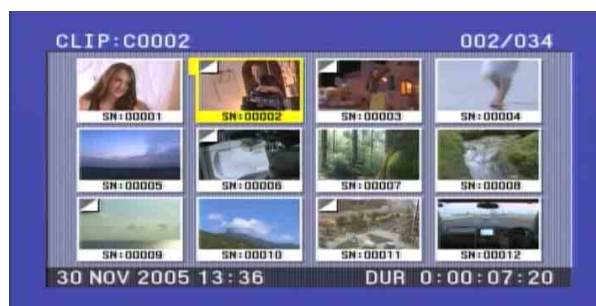 CLIP:C0002 002/034
SN:00001 SN:00002 SN:00003 SN:00004
SN:00005 SN:00006 SN:00007 SN:00008
SN:00009 SN:00010 SN:00011 SN:00012
30 NOV 2005 13:36 DUR 0:00:07:20